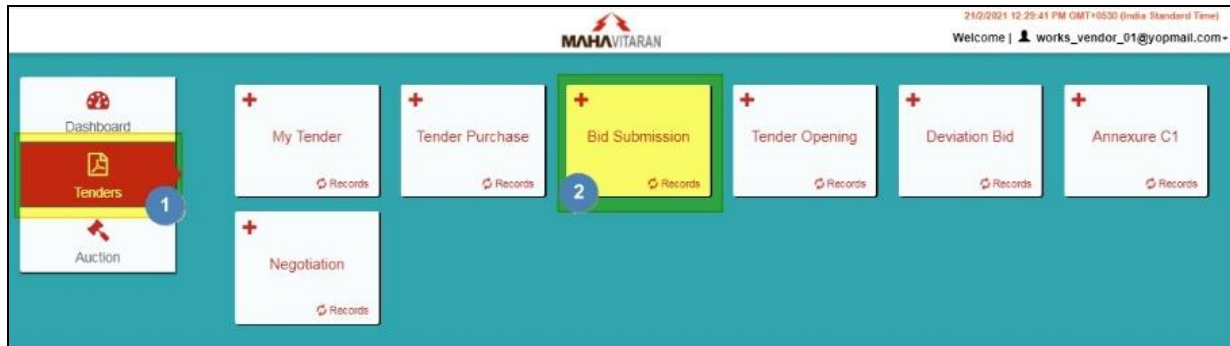 21/2/2021 12:29:41 PM GMT+0530 (India Standard Time)
MAHAVITARAN
Welcome | works_vendor_01@yopmail.com
Dashboard
Tenders
1
Auction
My Tender
Records
Tender Purchase
Records
Bid Submission
2
Records
Tender Opening
Records
Deviation Bid
Records
Annexure C1
Records
Negotiation
Records